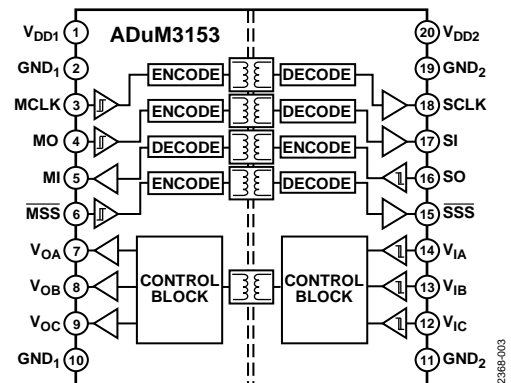 ADuM3153
VDD1 1
20 VDD2
GND1 2
19 GND2
ENCODE DECODE
MCLK 3
18 SCLK
ENCODE DECODE
MO 4
17 SI
DECODE ENCODE
MI 5
16 SO
ENCODE DECODE
MSS 6
15 SSS
VOA 7
14 VIA
CONTROL BLOCK
CONTROL BLOCK
VOB 8
13 VIB
VOC 9
12 VIC
GND1 10
11 GND2
2368-003